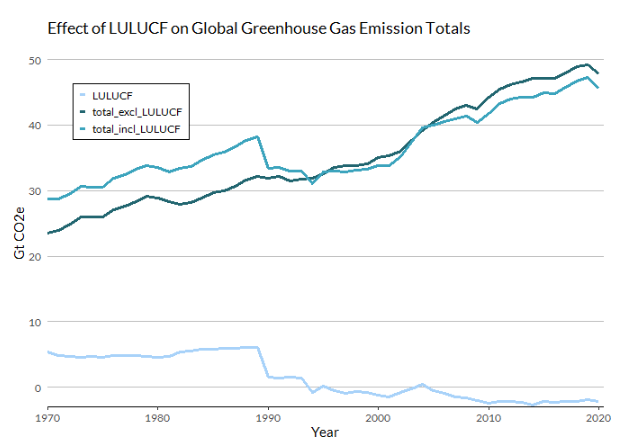 Effect of LULUCF on Global Greenhouse Gas Emission Totals
50
LULUCF
total_excl_LULUCF
total_incl_LULUCF
40
30
Gt CO2e
20
10
0
1970 1980 1990 2000 2010 2020
Year